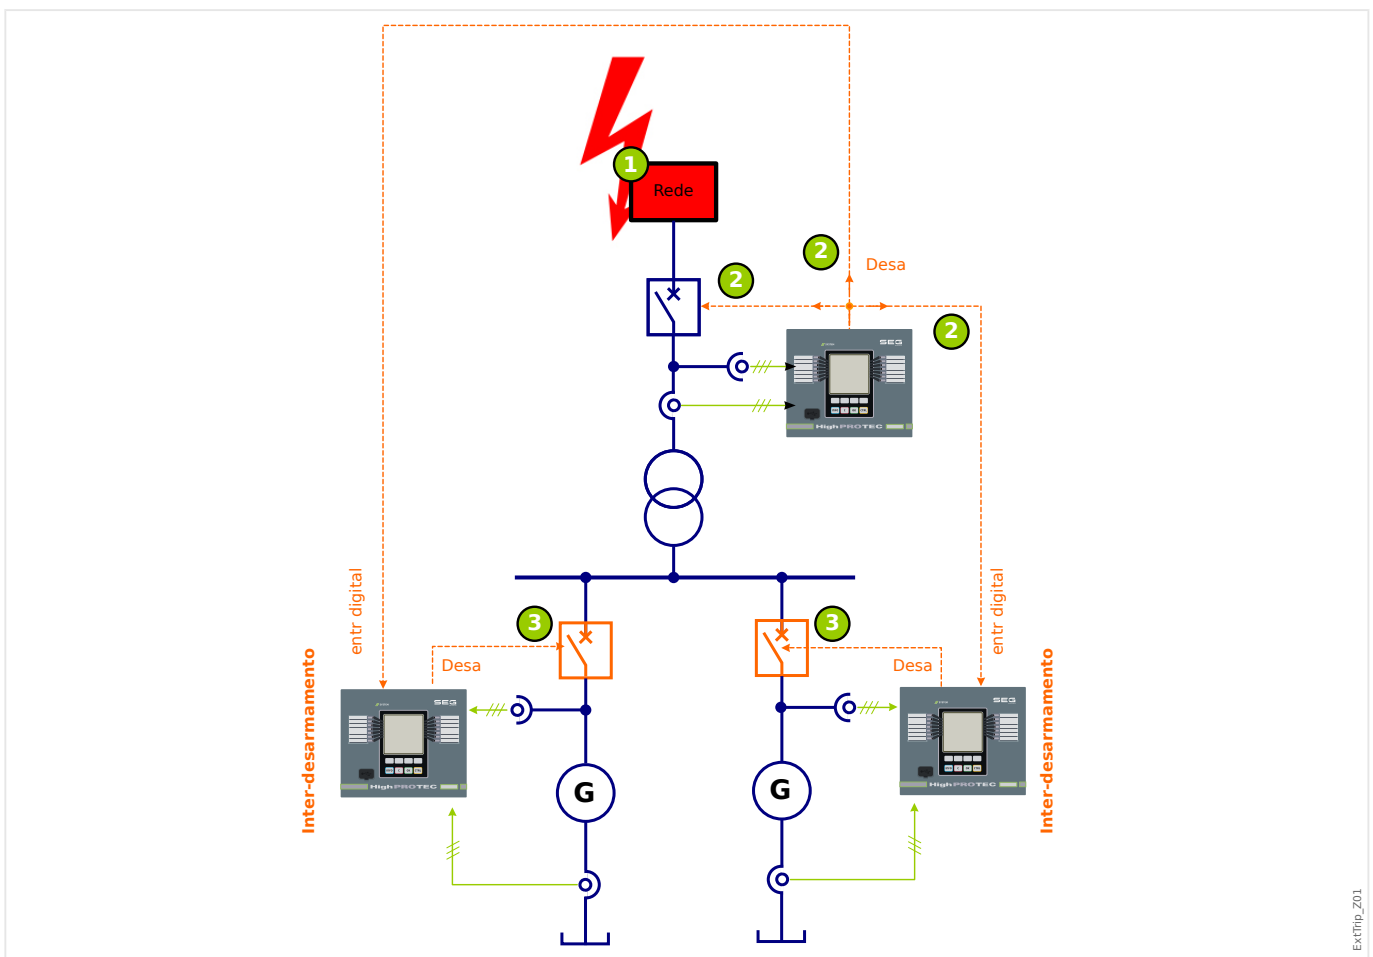 1
Rede
2
Desa
2
2
SEG
HighPROTEC
entr digital
entr digital
3
3
Desa
Desa
Inter-desarmamento
Inter-desarmamento
SEG
SEG
HighPROTEC
HighPROTEC
G
G
ExtTrip_Z01